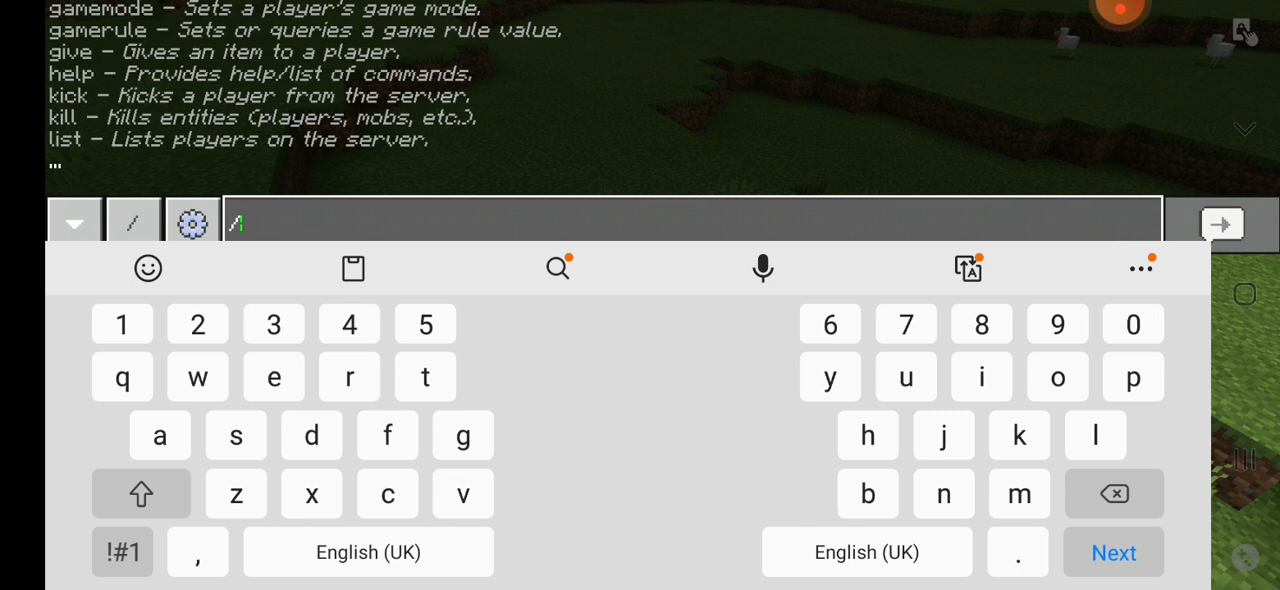 gamemode – Sets a player's game mode.
gamerule – Sets or queries a game rule value.
give – Gives an item to a player.
help – Provides help/list of commands.
kick – Kicks a player from the server.
kill – Kills entities (players, mobs, etc.).
list – Lists players on the server.
...
/
/
1 2 3 4 5 6 7 8 9 0
q w e r t y u i o p
a s d f g h j k l
z x c v b n m
!#1 , English (UK) English (UK) . Next